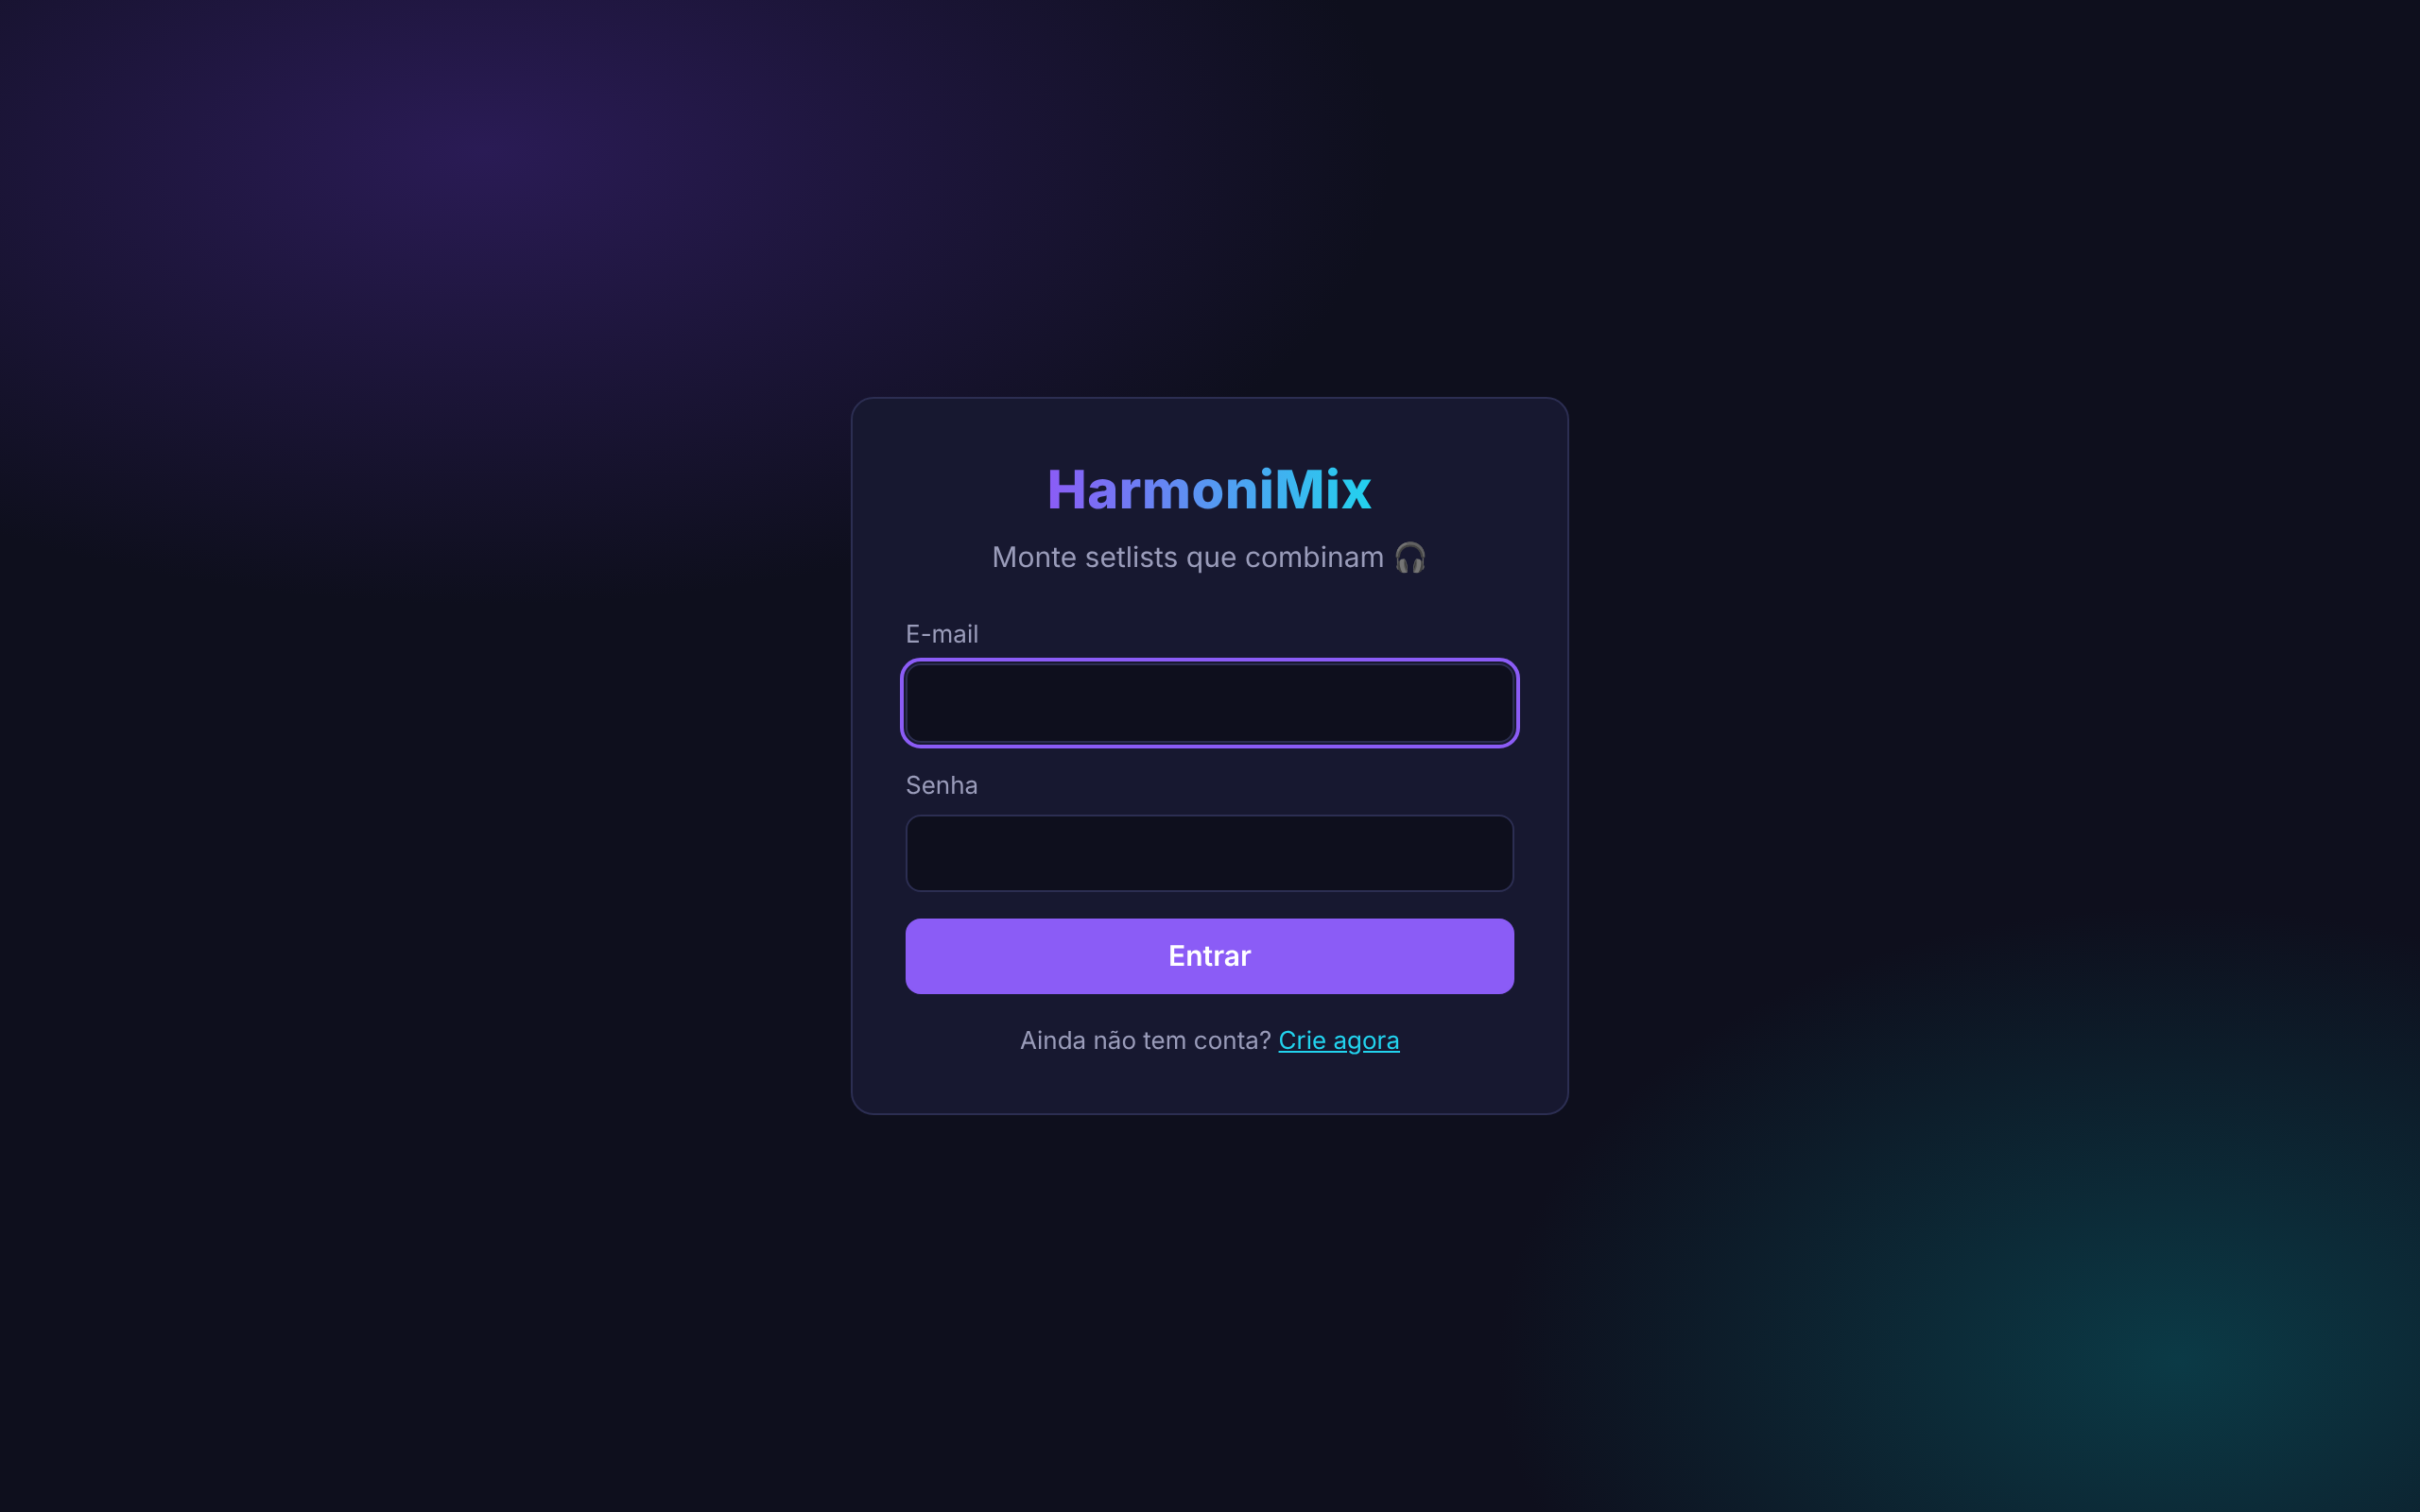 HarmoniMix
Monte setlists que combinam 🎧
E-mail
Senha
Entrar
Ainda não tem conta? Crie agora